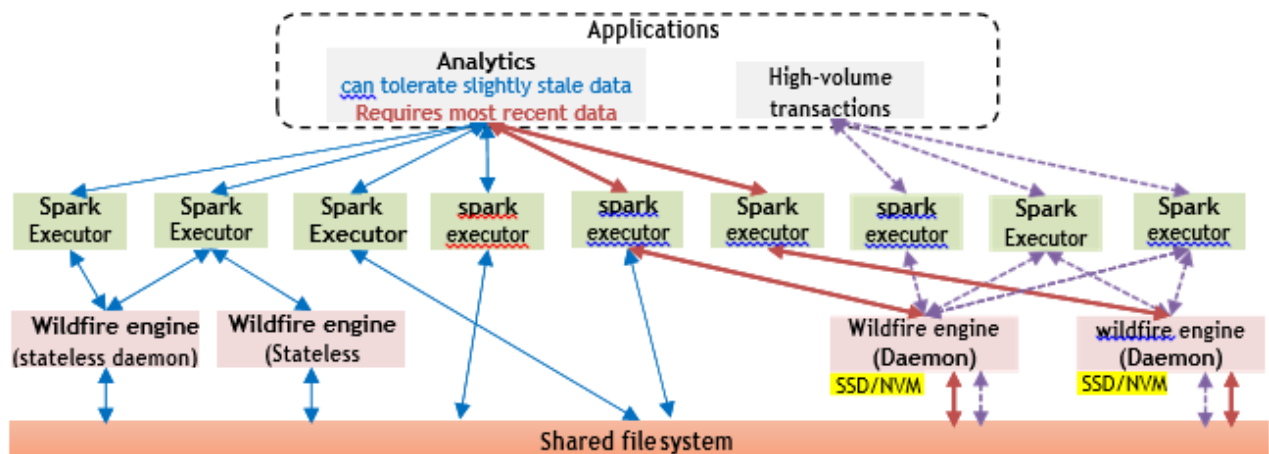 Applications
Analytics
can tolerate slightly stale data
Requires most recent data
High-volume
transactions
Spark
Executor
Spark
Executor
Spark
Executor
spark
executor
spark
executor
Spark
executor
spark
executor
Spark
Executor
Spark
executor
Wildfire engine
(stateless daemon)
Wildfire engine
(Stateless
Wildfire engine
(Daemon)
SSD/NVM
wildfire engine
(Daemon)
SSD/NVM
Shared file system